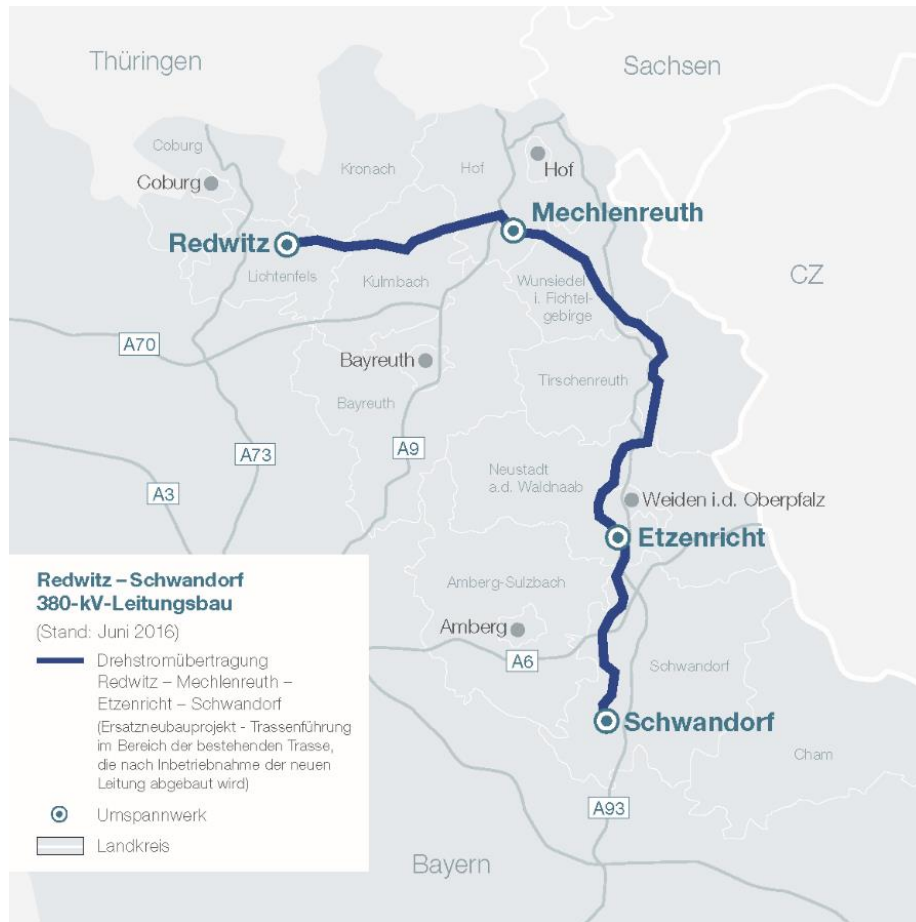 Thüringen
Sachsen
Coburg
Kronach
Hof
Hof
Coburg
Mechlenreuth
Redwitz
Lichtenfels
Kulmbach
Wunsiedel
i. Fichtel-
gebirge
CZ
A70
Bayreuth
Tirschenreuth
Bayreuth
A9
A73
A3
Neustadt
a.d. Waldnaab
Weiden i.d. Oberpfalz
Etzenricht
Amberg-Sulzbach
Amberg
A6
Schwandorf
Schwandorf
Cham
A93
Bayern
Redwitz – Schwandorf
380-kV-Leitungsbau
(Stand: Juni 2016)
Drehstromübertragung
Redwitz – Mechlenreuth –
Etzenricht – Schwandorf
(Ersatzneubauprojekt - Trassenführung
im Bereich der bestehenden Trasse,
die nach Inbetriebnahme der neuen
Leitung abgebaut wird)
Umspannwerk
Landkreis